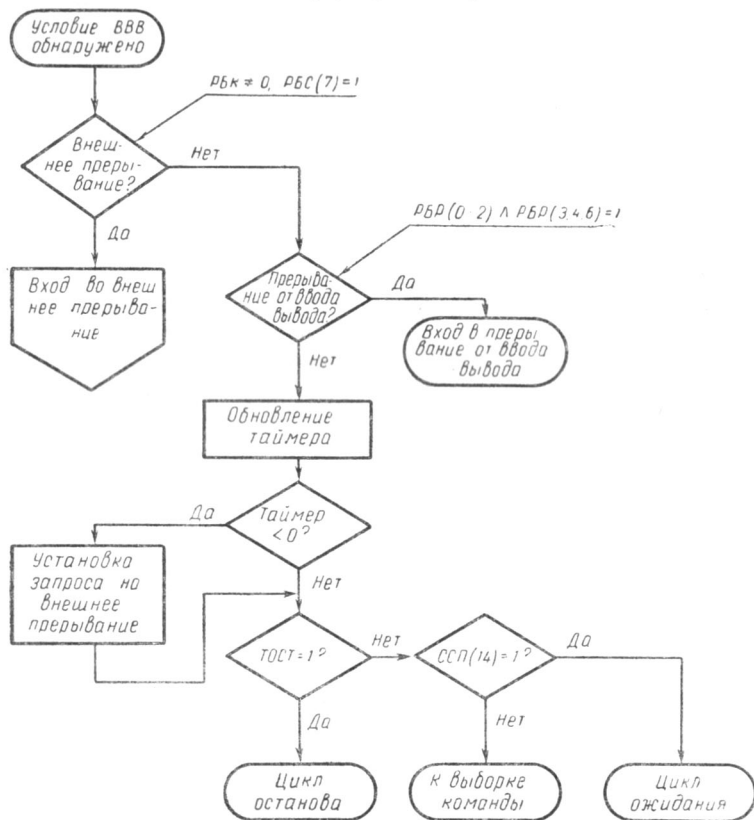 Условие ВВВ
обнаружено
РБк ≠ 0, РБС(7)=1
Внеш-
нее преры-
вание?
Нет
Да
РБР(0-2) Λ РБР(3,4.6)=1
Вход во внеш
нее прерыва-
ние
Прерыва-
ние от ввода
вывода?
Да
Вход в преры
вание от ввода
вывода
Нет
Обновление
таймера
Таймер
<0?
Да
Нет
Установка
запроса на
внешнее
прерывание
ТОСТ=1?
Нет
ССП(14)=1?
Да
Да
Нет
Цикл
останова
К выборке
команды
Цикл
ожидания